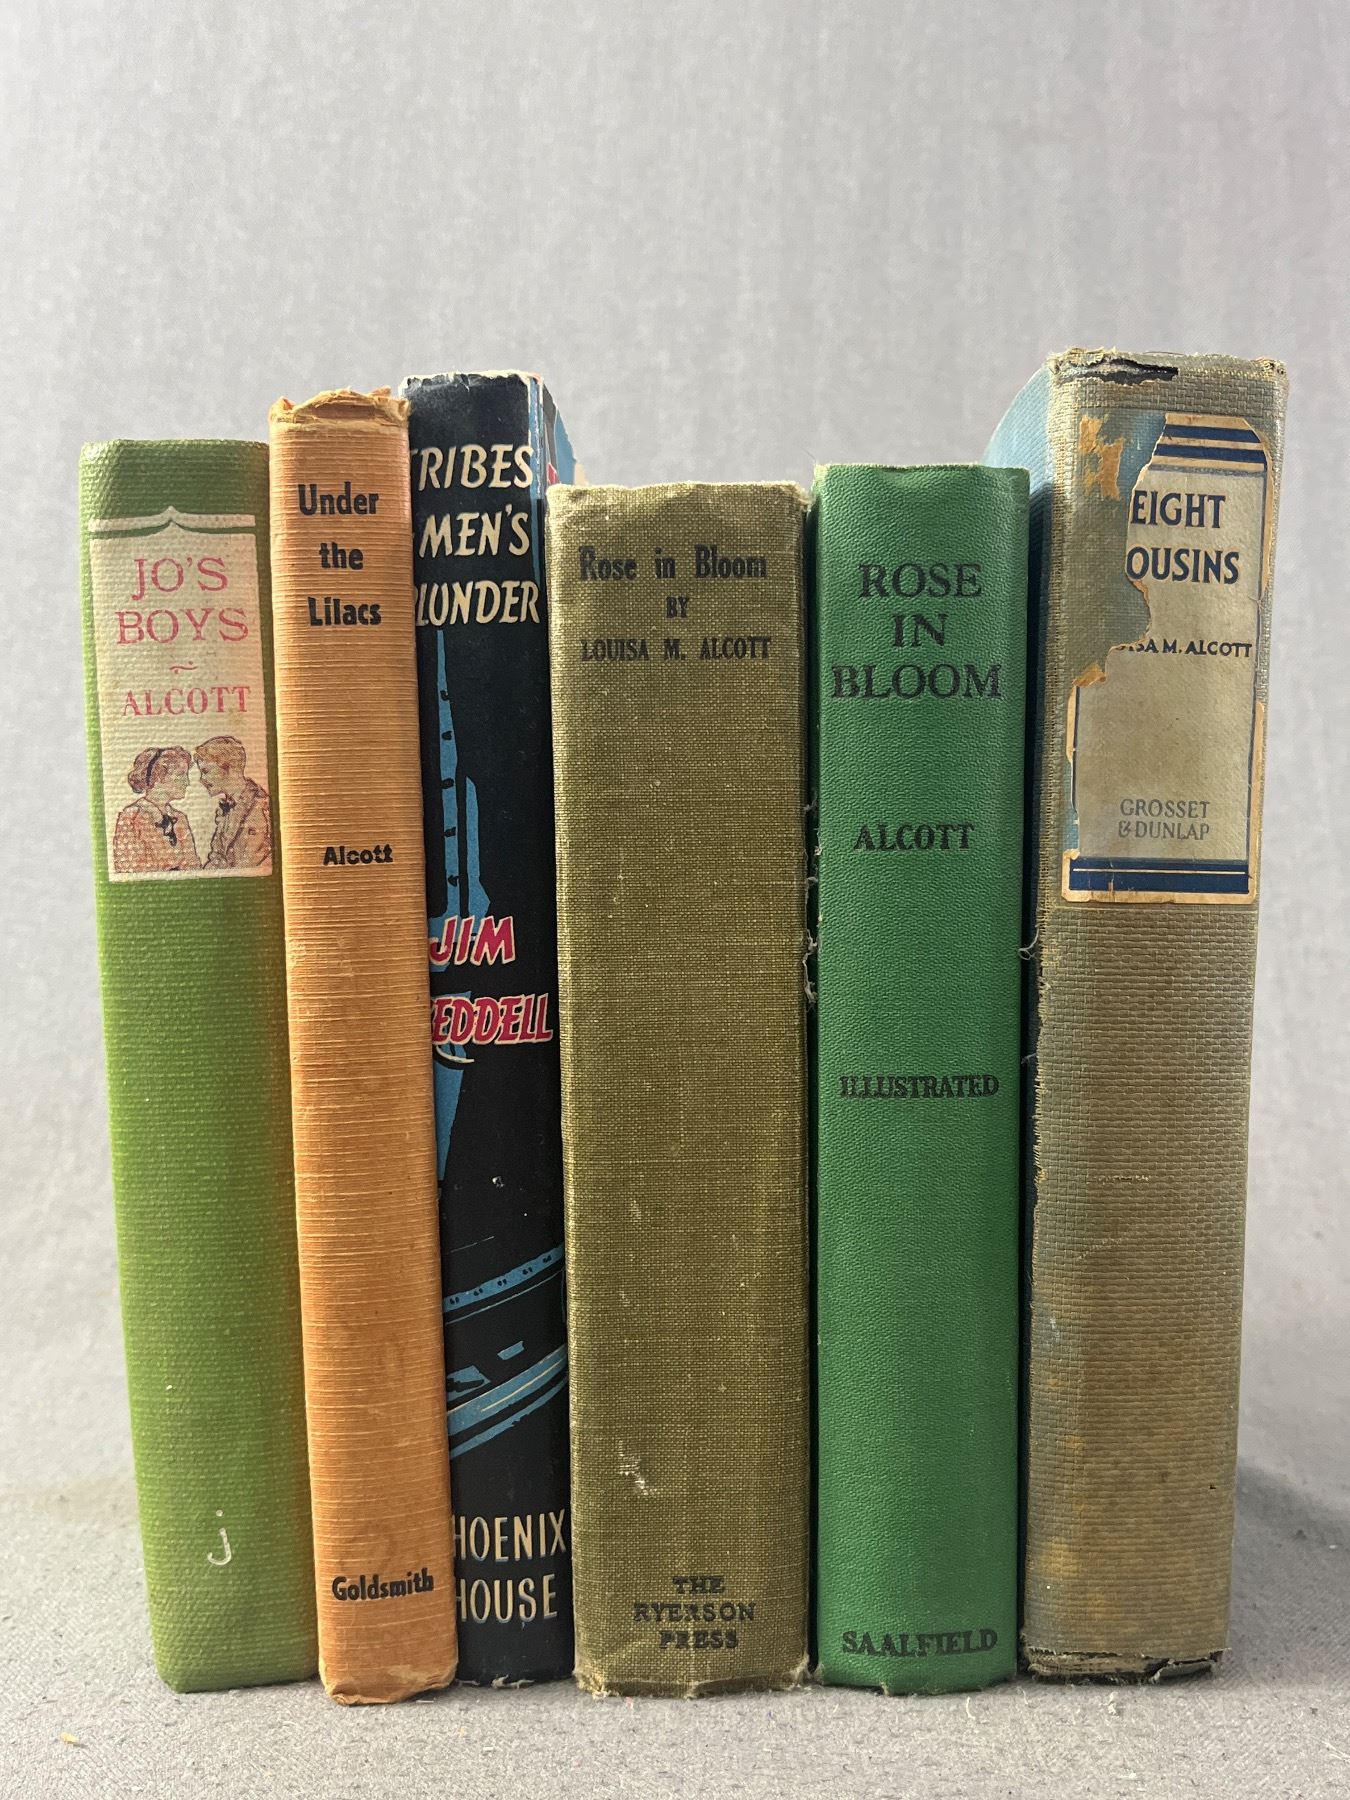 JO'S
BOYS
~
ALCOTT
j
Under
the
Lilacs
Alcott
Goldsmith
TRIBES
MEN'S
LUNDER
JIM
EDDELL
HOENIX
HOUSE
Rose in Bloom
BY
LOUISA M. ALCOTT
THE
RYERSON
PRESS
ROSE
IN
BLOOM
ALCOTT
ILLUSTRATED
SAALFIELD
EIGHT
OUSINS
ISA M. ALCOTT
GROSSET
& DUNLAP